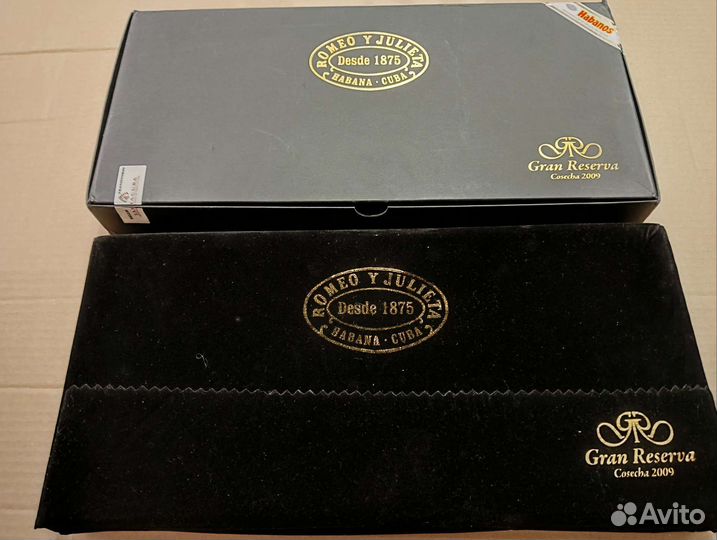 ROMEO Y JULIETA
Desde 1875
HABANA · CUBA
Habanos
Gran Reserva
Cosecha 2009
ROMEO Y JULIETA
Desde 1875
HABANA · CUBA
Gran Reserva
Cosecha 2009
Avito